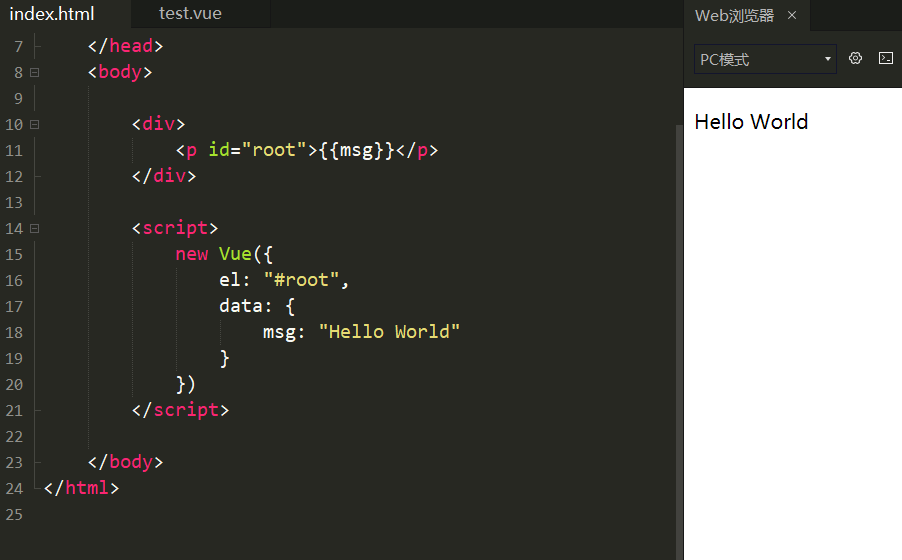 index.html test.vue
7 </head>
8 <body>
9
10 <div>
11 <p id="root">{{msg}}</p>
12 </div>
13
14 <script>
15 new Vue({
16 el: "#root",
17 data: {
18 msg: "Hello World"
19 }
20 })
21 </script>
22
23 </body>
24 </html>
25
Web浏览器 ×
PC模式
Hello World